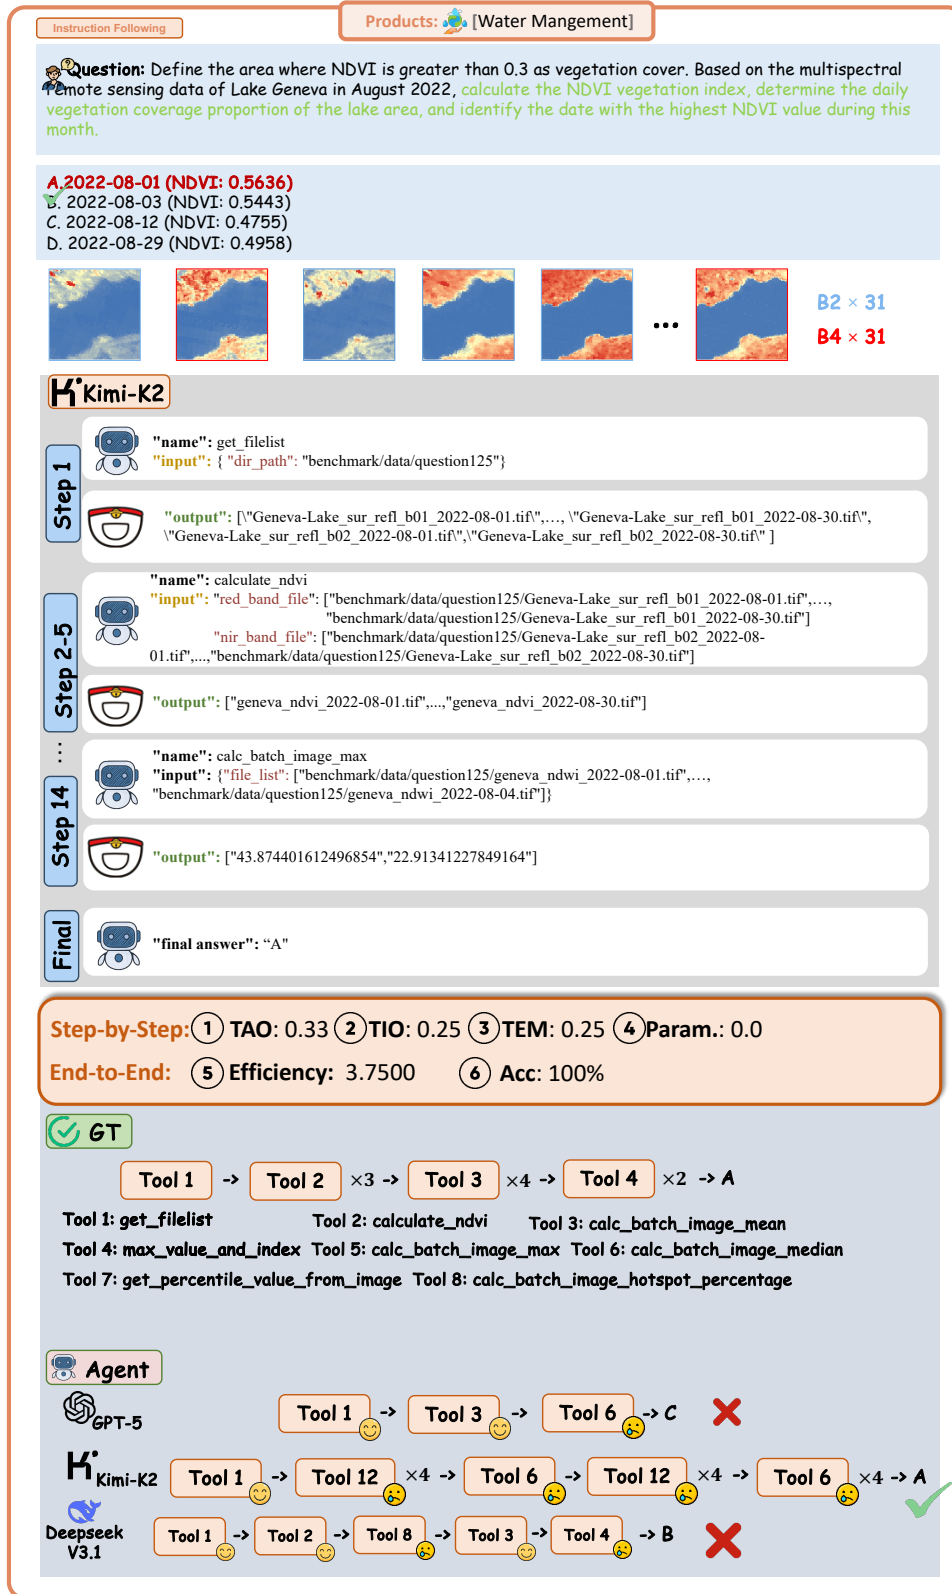 Instruction Following
Products: [Water Mangement]
Question: Define the area where NDVI is greater than 0.3 as vegetation cover. Based on the multispectral
remote sensing data of Lake Geneva in August 2022, calculate the NDVI vegetation index, determine the daily
vegetation coverage proportion of the lake area, and identify the date with the highest NDVI value during this
month.
A.2022-08-01 (NDVI: 0.5636)
B. 2022-08-03 (NDVI: 0.5443)
C. 2022-08-12 (NDVI: 0.4755)
D. 2022-08-29 (NDVI: 0.4958)
...
B2 × 31
B4 × 31
Kimi-K2
Step 1
"name": get_filelist
"input": { "dir_path": "benchmark/data/question125"}
"output": [\"Geneva-Lake_sur_refl_b01_2022-08-01.tif\",…, \"Geneva-Lake_sur_refl_b01_2022-08-30.tif\",
\"Geneva-Lake_sur_refl_b02_2022-08-01.tif\",\"Geneva-Lake_sur_refl_b02_2022-08-30.tif\" ]
Step 2-5
"name": calculate_ndvi
"input": "red_band_file": ["benchmark/data/question125/Geneva-Lake_sur_refl_b01_2022-08-01.tif",…,
"benchmark/data/question125/Geneva-Lake_sur_refl_b01_2022-08-30.tif"]
"nir_band_file": ["benchmark/data/question125/Geneva-Lake_sur_refl_b02_2022-08-
01.tif",...,"benchmark/data/question125/Geneva-Lake_sur_refl_b02_2022-08-30.tif"]
"output": ["geneva_ndvi_2022-08-01.tif",...,"geneva_ndvi_2022-08-30.tif"]
...
Step 14
"name": calc_batch_image_max
"input": {"file_list": ["benchmark/data/question125/geneva_ndwi_2022-08-01.tif",…,
"benchmark/data/question125/geneva_ndwi_2022-08-04.tif"]}
"output": ["43.874401612496854","22.91341227849164"]
Final
"final answer": “A"
Step-by-Step: 1 TAO: 0.33 2 TIO: 0.25 3 TEM: 0.25 4 Param.: 0.0
End-to-End: 5 Efficiency: 3.7500 6 Acc: 100%
GT
Tool 1 -> Tool 2 ×3 -> Tool 3 ×4 -> Tool 4 ×2 -> A
Tool 1: get_filelist Tool 2: calculate_ndvi Tool 3: calc_batch_image_mean
Tool 4: max_value_and_index Tool 5: calc_batch_image_max Tool 6: calc_batch_image_median
Tool 7: get_percentile_value_from_image Tool 8: calc_batch_image_hotspot_percentage
Agent
GPT-5 Tool 1 -> Tool 3 -> Tool 6 -> C
Kimi-K2 Tool 1 -> Tool 12 ×4 -> Tool 6 -> Tool 12 ×4 -> Tool 6 ×4 -> A
Deepseek
V3.1
Tool 1 -> Tool 2 -> Tool 8 -> Tool 3 -> Tool 4 -> B